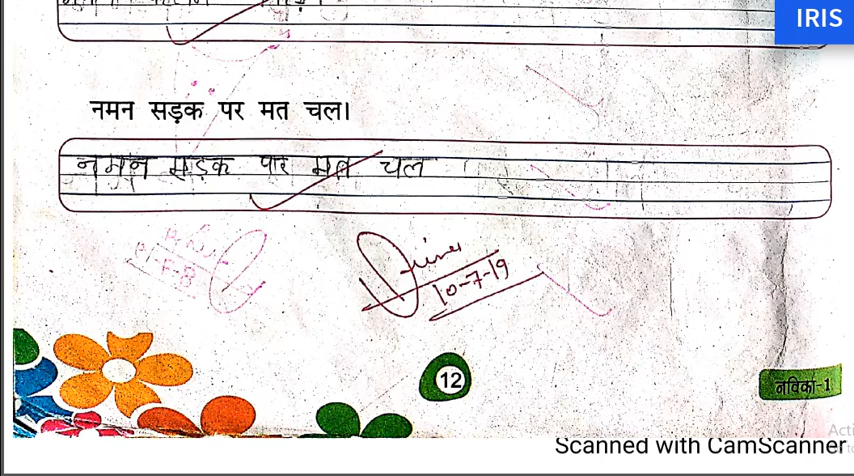 IRIS
नमन सड़क पर मत चल।
नमन सड़क पार मत चल
10-7-19
12
नविका-1
Acti
Scanned with CamScanner